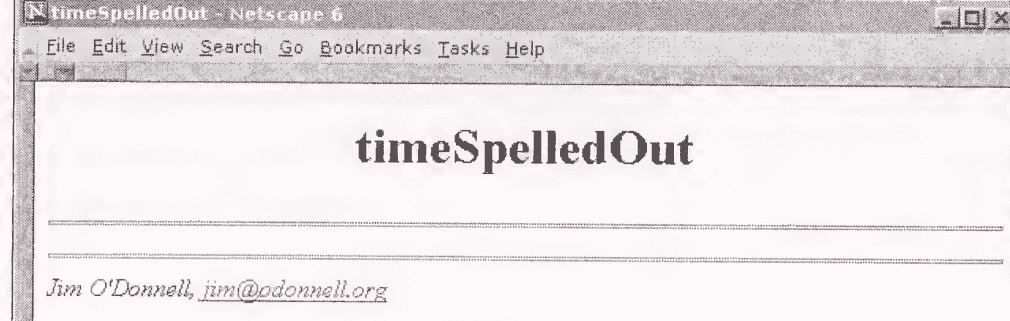 timeSpelledOut - Netscape 6
File Edit View Search Go Bookmarks Tasks Help
timeSpelledOut
Jim O'Donnell, jim@odonnell.org